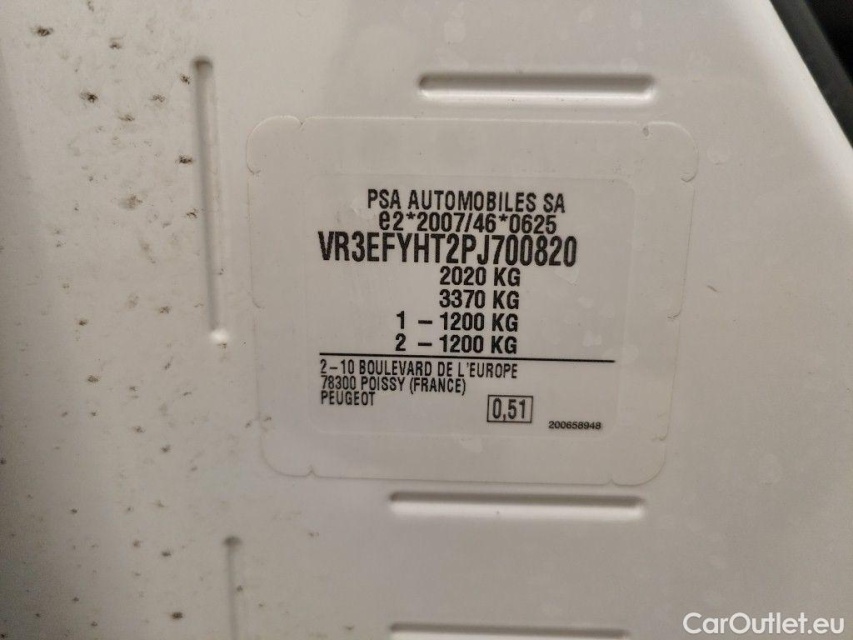 PSA AUTOMOBILES SA
e2*2007/46*0625
VR3EFYHT2PJ700820
2020 KG
3370 KG
1 – 1200 KG
2 – 1200 KG
2–10 BOULEVARD DE L'EUROPE
78300 POISSY (FRANCE)
PEUGEOT
0,51
200658948
CarOutlet.eu